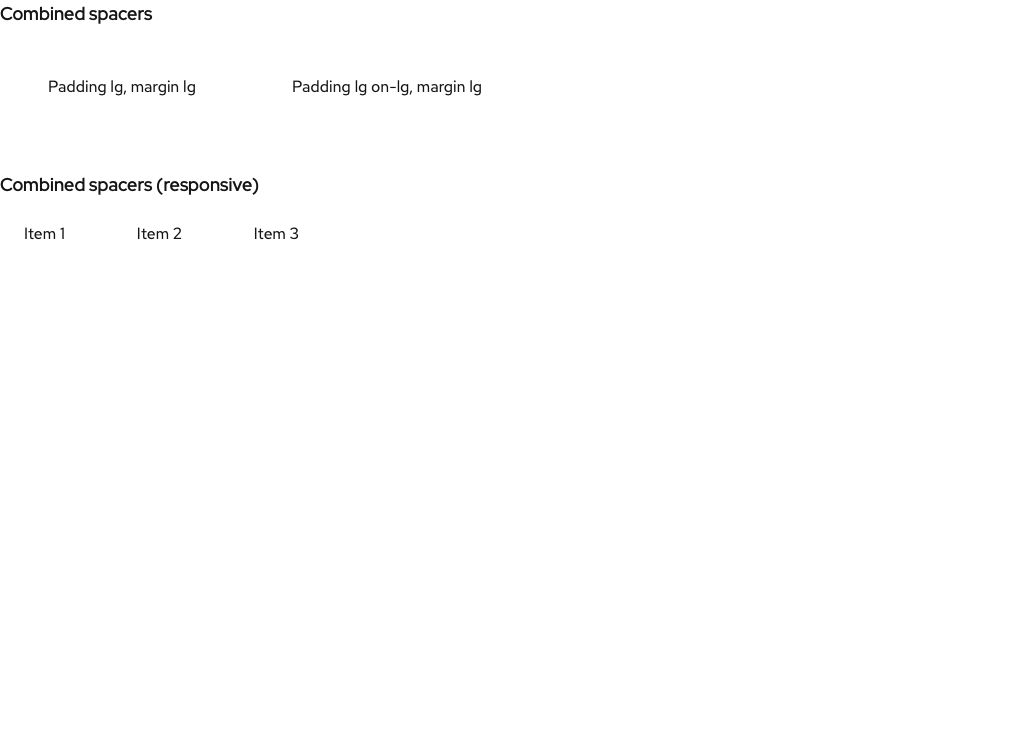 Combined spacers
Padding lg, margin lg
Padding lg on-lg, margin lg
Combined spacers (responsive)
Item 1
Item 2
Item 3